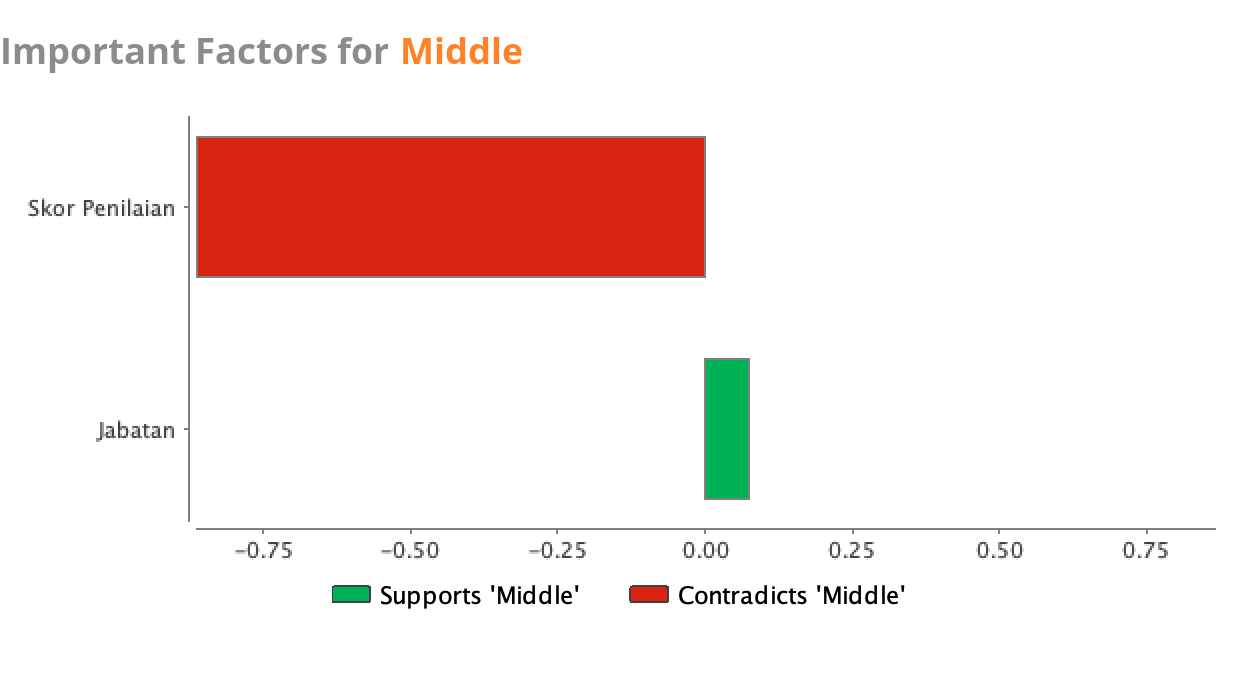 Important Factors for Middle
Skor Penilaian
Jabatan
−0.75 −0.50 −0.25 0.00 0.25 0.50 0.75
Supports 'Middle' Contradicts 'Middle'